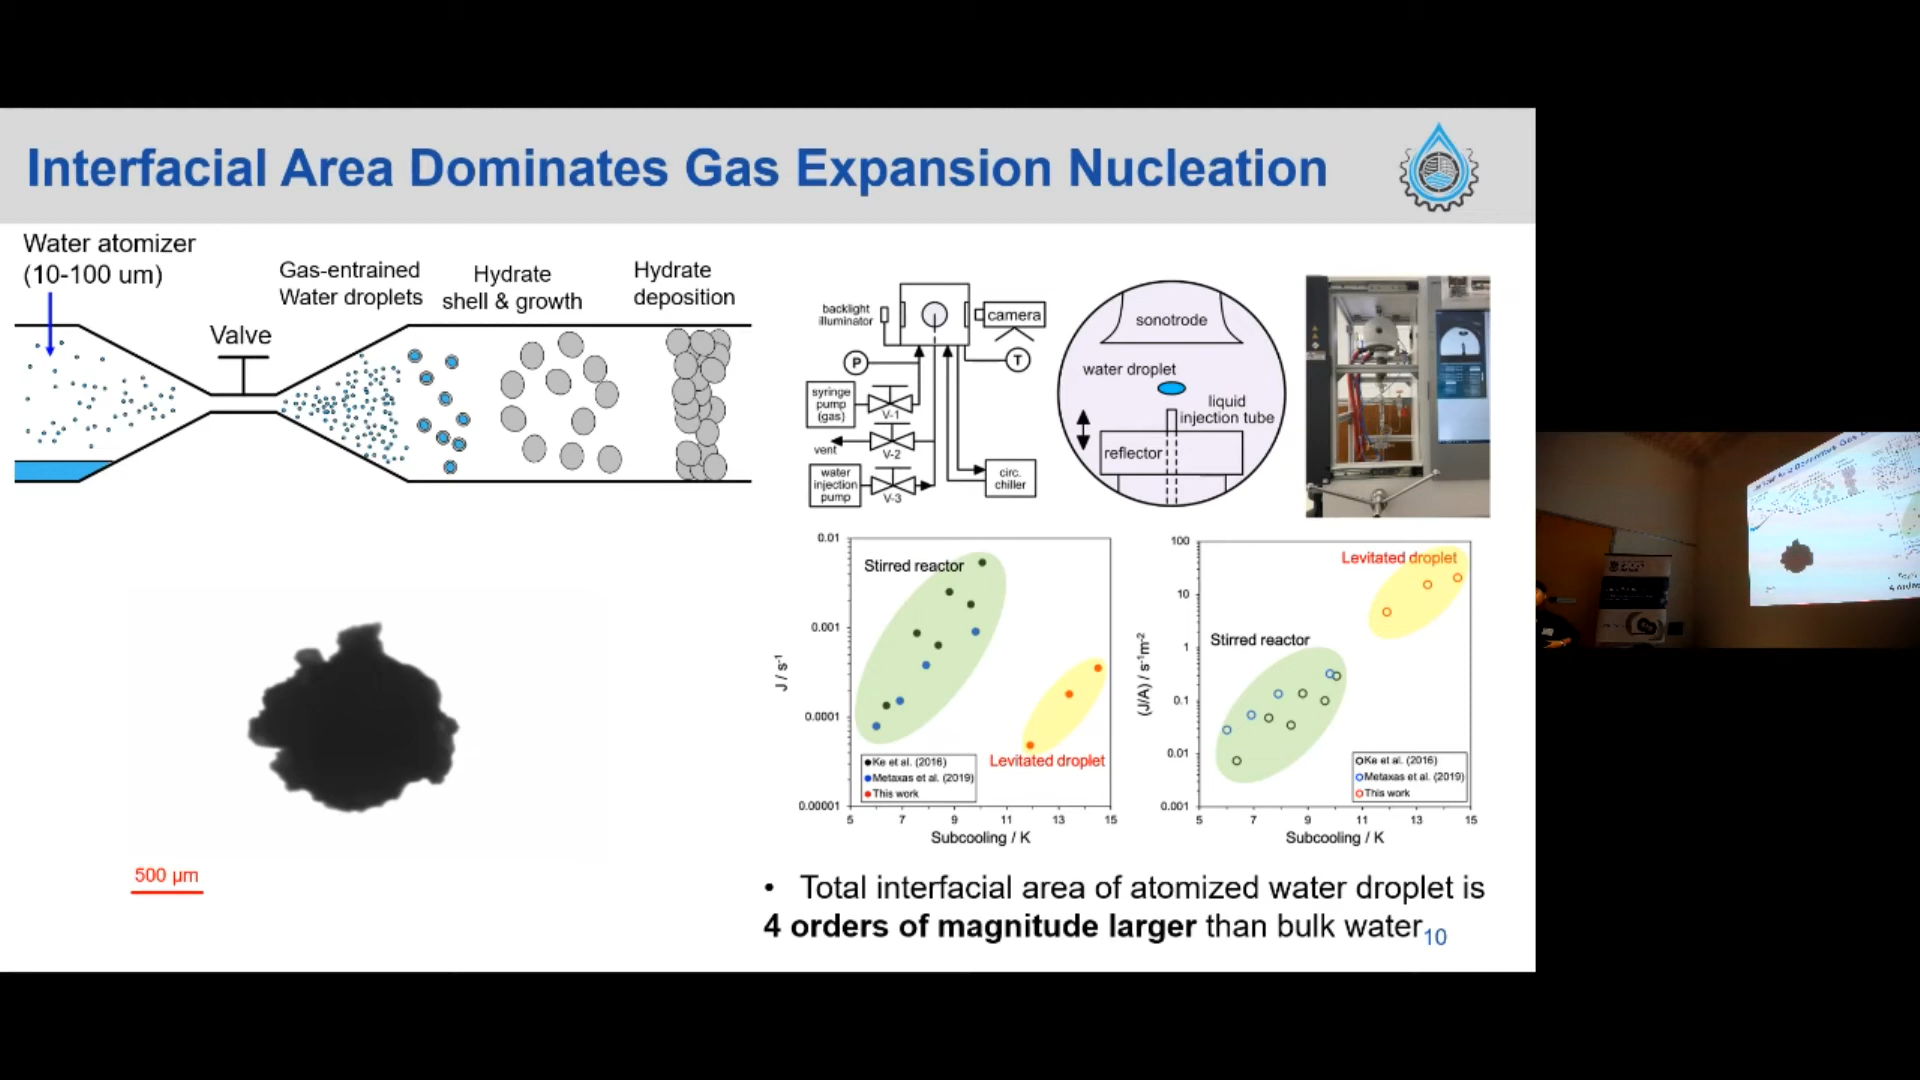 Interfacial Area Dominates Gas Expansion Nucleation
Water atomizer
(10-100 um)
Gas-entrained
Water droplets
Hydrate
shell & growth
Hydrate
deposition
Valve
500 µm
backlight
illuminator
camera
P
T
syringe
pump
(gas)
V-1
vent
V-2
water
injection
pump
V-3
circ.
chiller
sonotrode
water droplet
liquid
injection tube
reflector
0.01
0.001
0.0001
0.00001
J / s-1
Stirred reactor
Levitated droplet
Ke et al. (2016)
Metaxas et al. (2019)
This work
5 7 9 11 13 15
Subcooling / K
100
10
1
0.1
0.01
0.001
(J/A) / s-1m-2
Levitated droplet
Stirred reactor
Ke et al. (2016)
Metaxas et al. (2019)
This work
5 7 9 11 13 15
Subcooling / K
• Total interfacial area of atomized water droplet is
4 orders of magnitude larger than bulk water
10